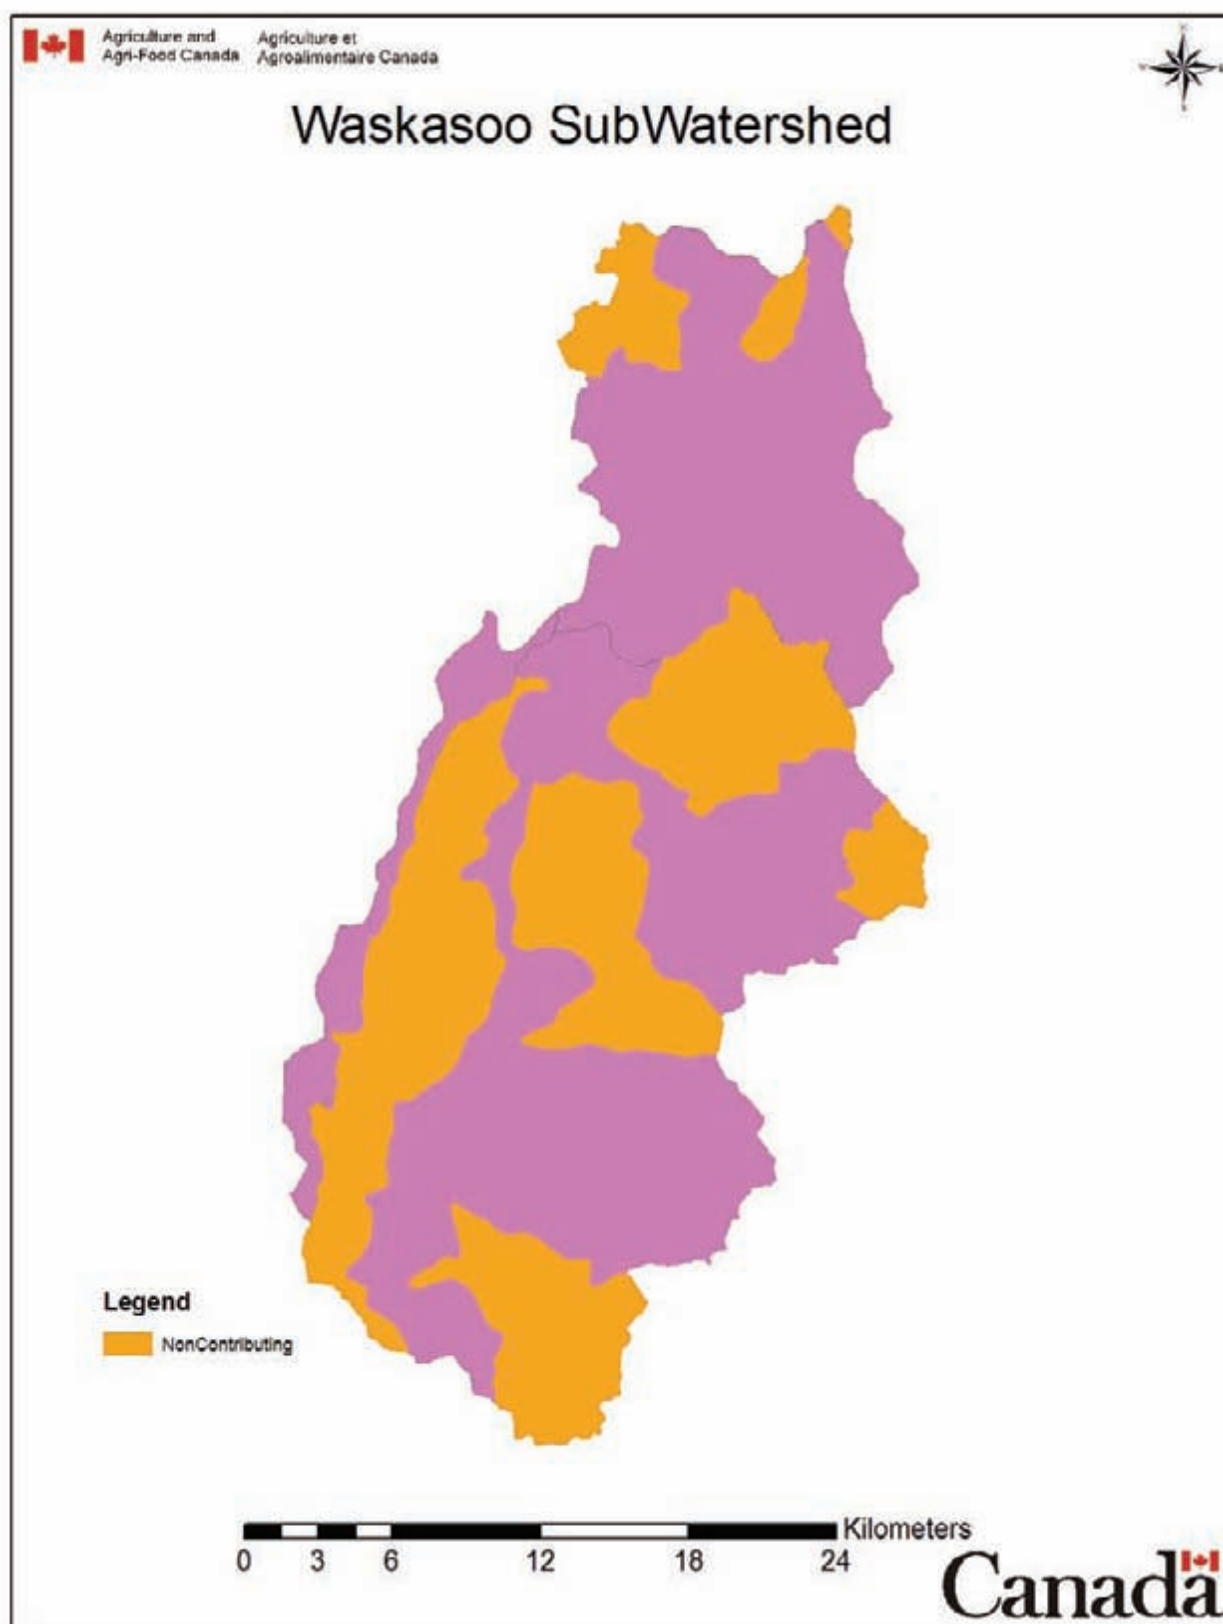 Agriculture and Agriculture et
Agri-Food Canada Agroalimentaire Canada
Waskasoo SubWatershed
Legend
NonContributing
Kilometers
0 3 6 12 18 24
Canada